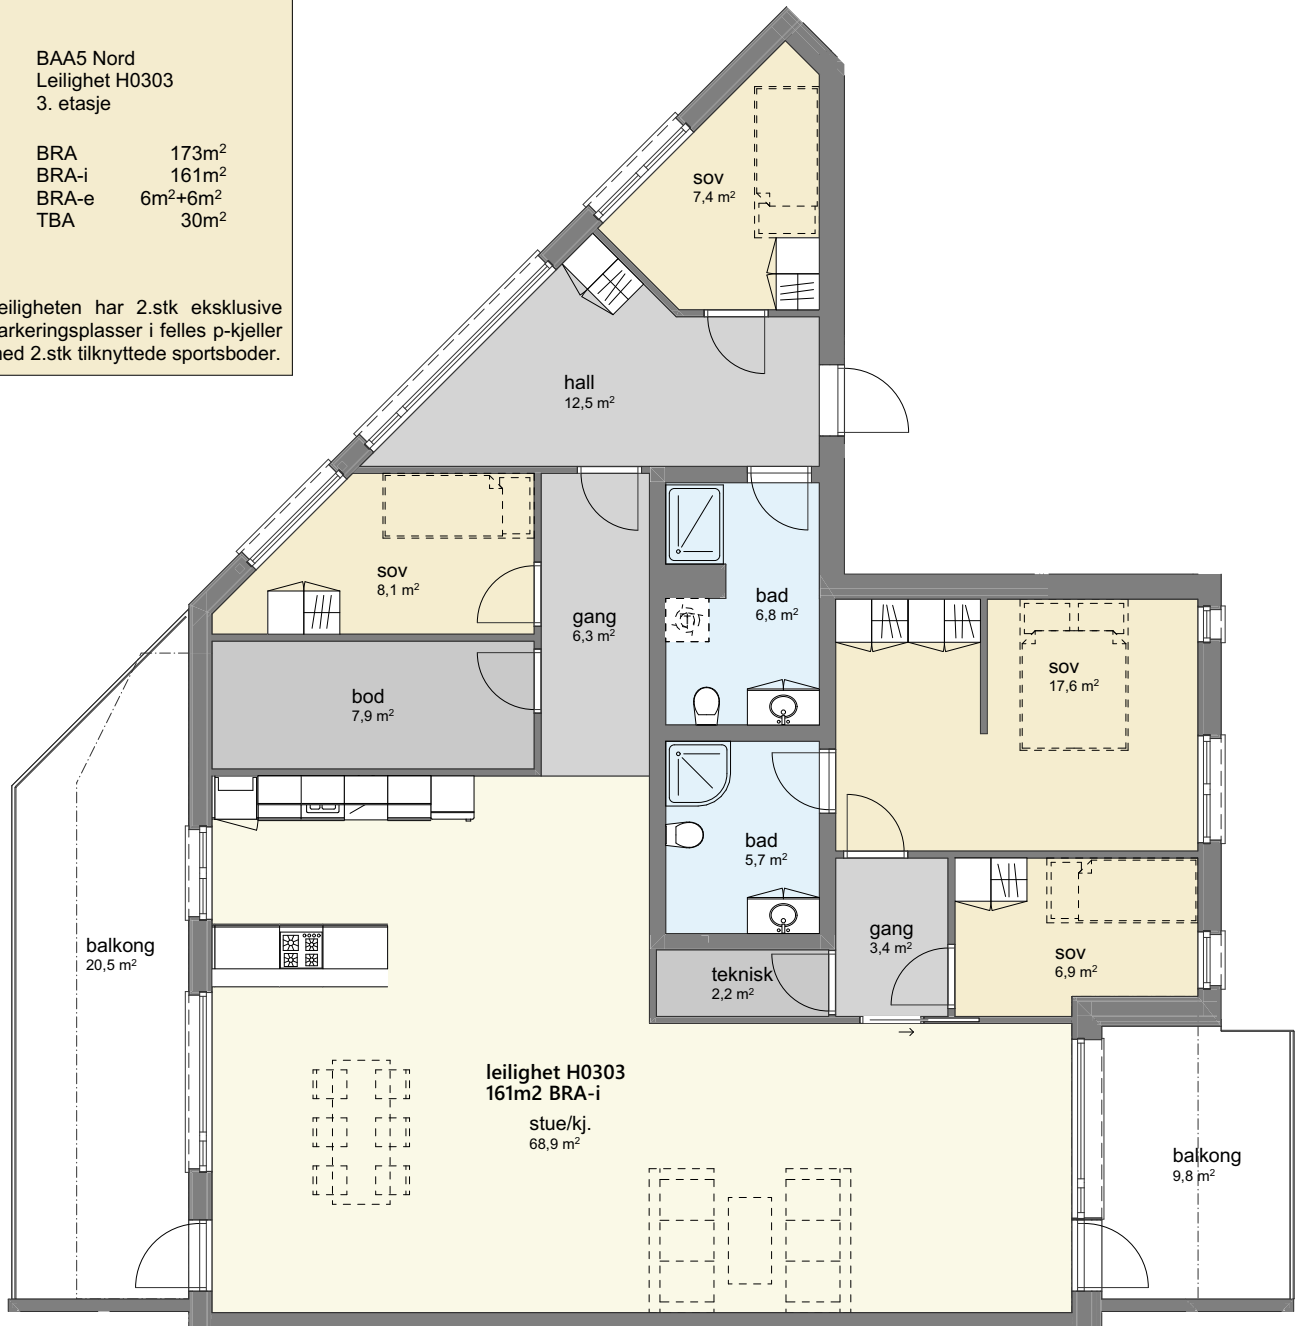 BAA5 Nord
Leilighet H0303
3. etasje
BRA 173m²
BRA-i 161m²
BRA-e 6m²+6m²
TBA 30m²
eiligheten har 2.stk eksklusive
arkeringsplasser i felles p-kjeller
ned 2.stk tilknyttede sportsboder.
sov
7,4 m²
hall
12,5 m²
sov
8,1 m²
gang
6,3 m²
bad
6,8 m²
sov
17,6 m²
bod
7,9 m²
bad
5,7 m²
gang
3,4 m²
sov
6,9 m²
balkong
20,5 m²
teknisk
2,2 m²
leilighet H0303
161m2 BRA-i
stue/kj.
68,9 m²
balkong
9,8 m²